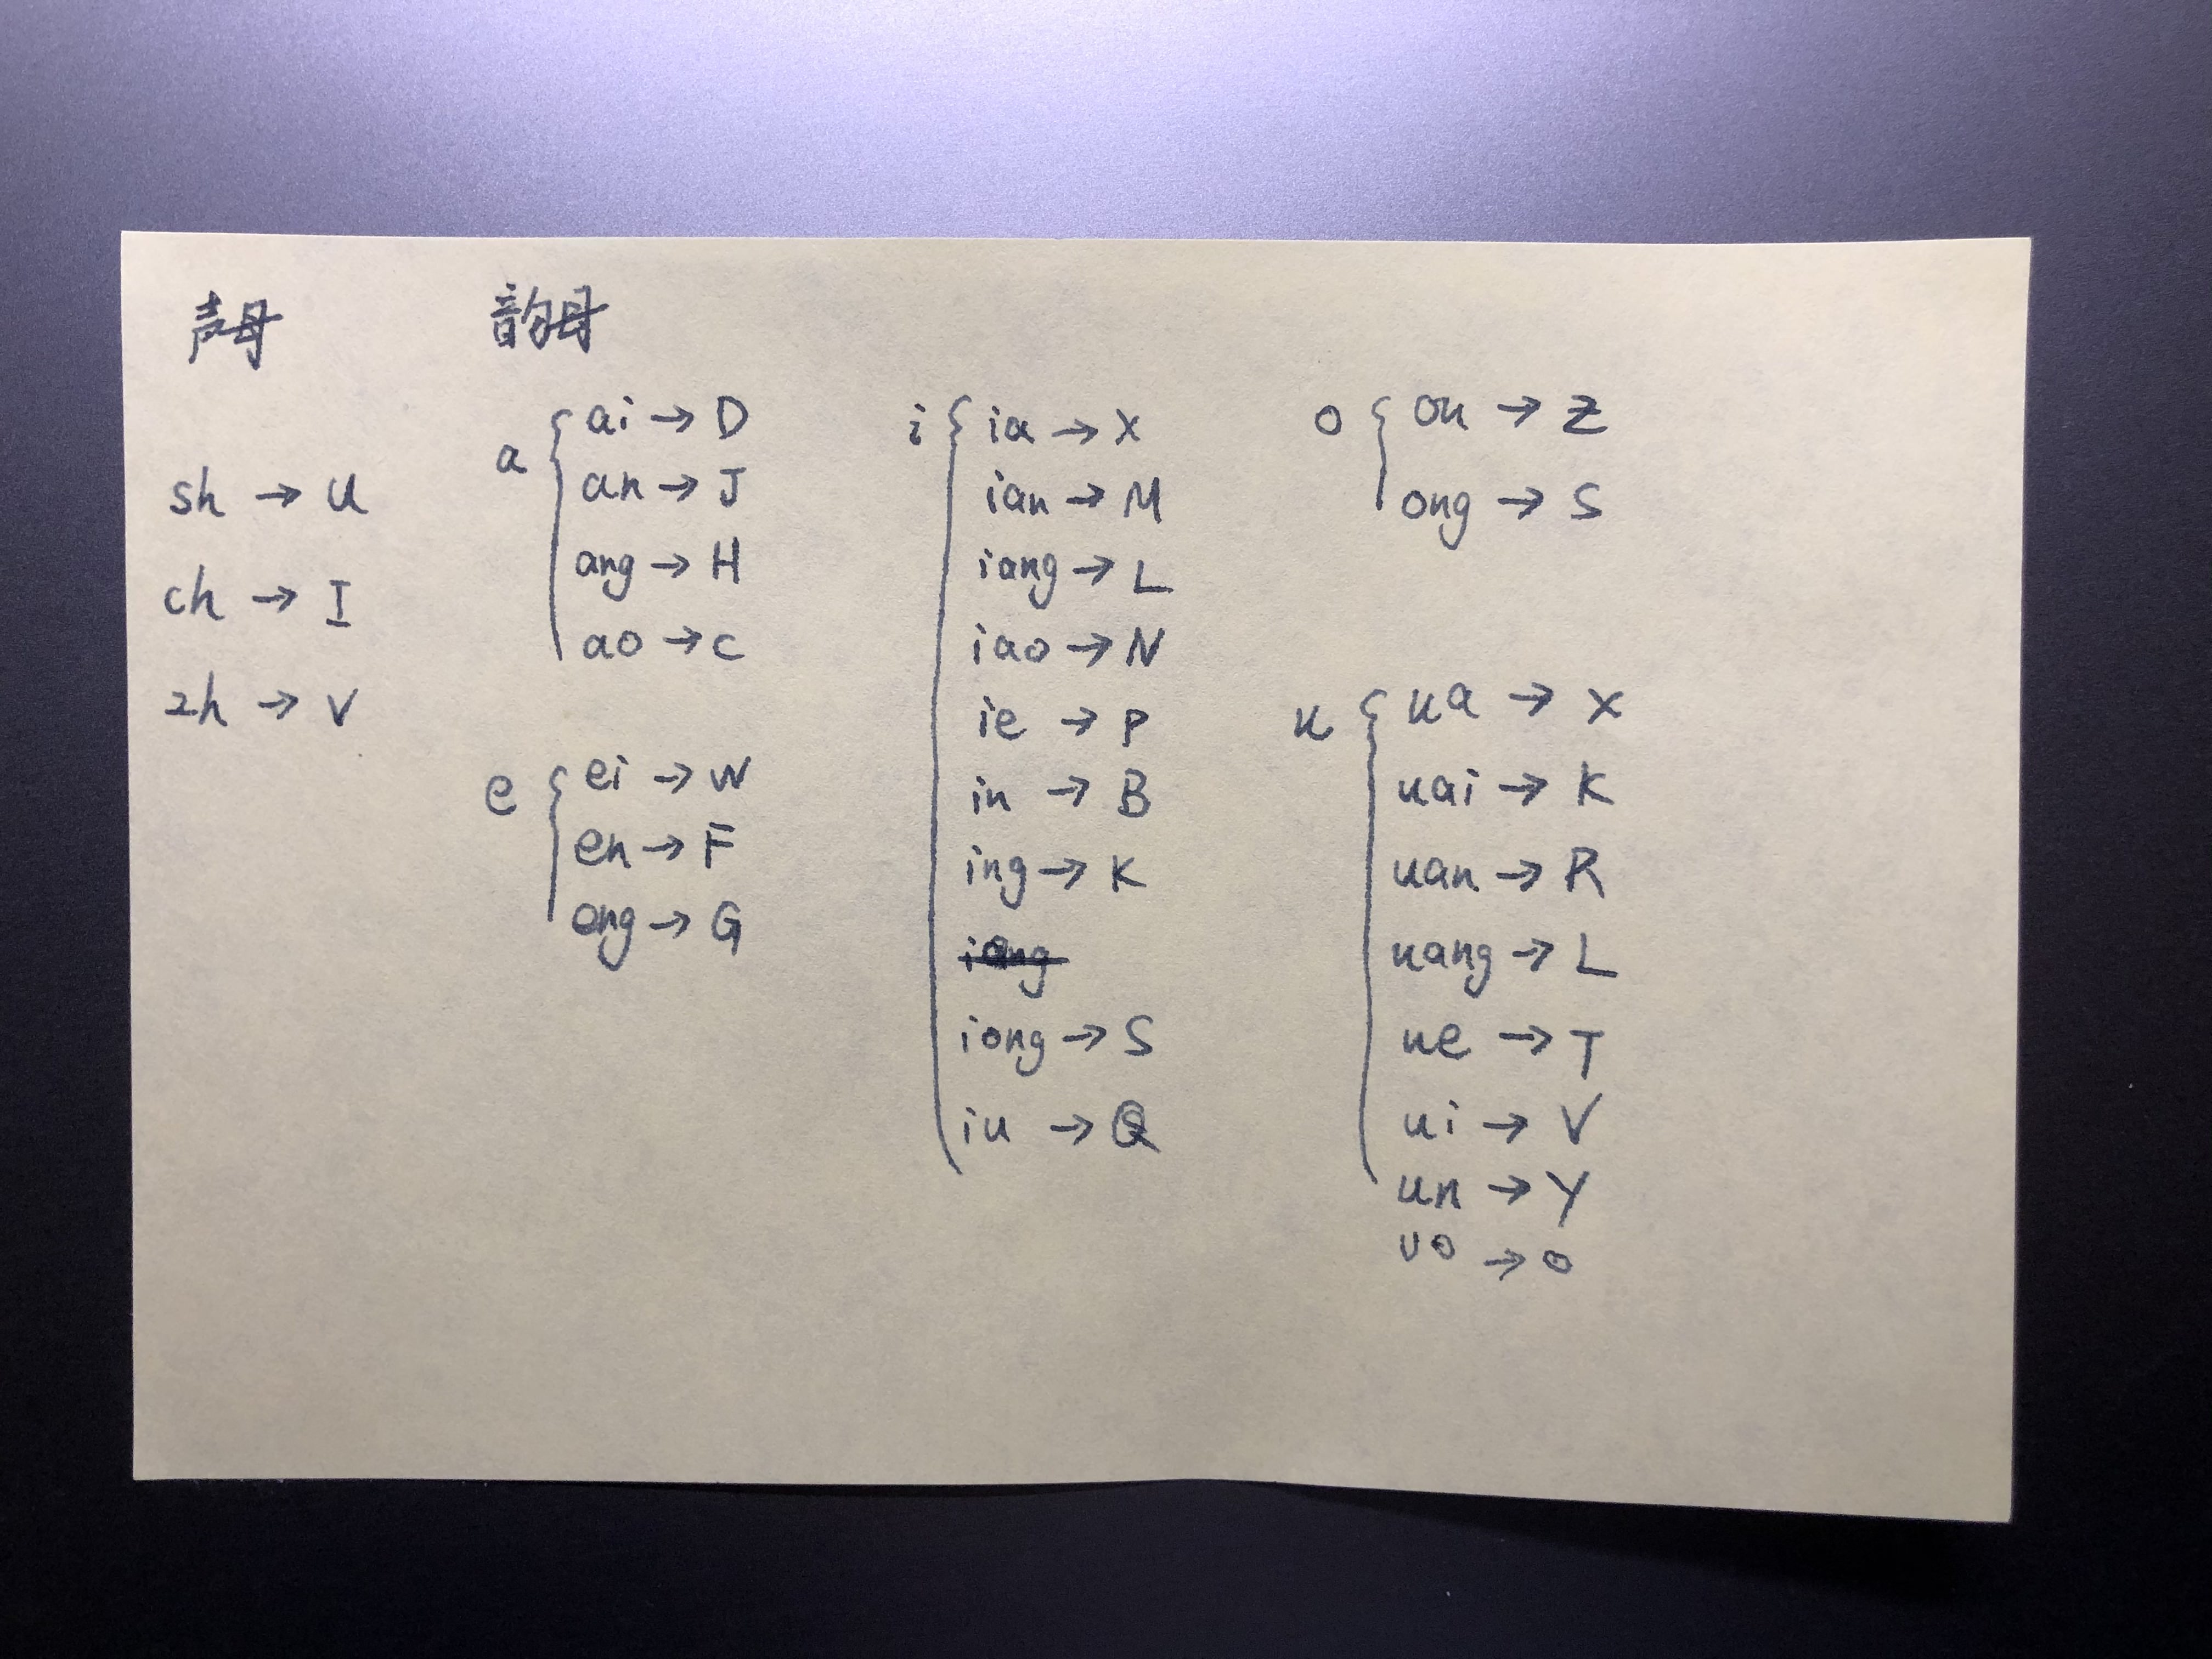 声母
sh → U
ch → I
zh → V
韵母
a
ai → D
an → J
ang → H
ao → C
e
ei → W
en → F
eng → G
i
ia → X
ian → M
iang → L
iao → N
ie → P
in → B
ing → K
iong → S
iu → Q
o
ou → Z
ong → S
u
ua → X
uai → K
uan → R
uang → L
ue → T
ui → V
un → Y
uo → o